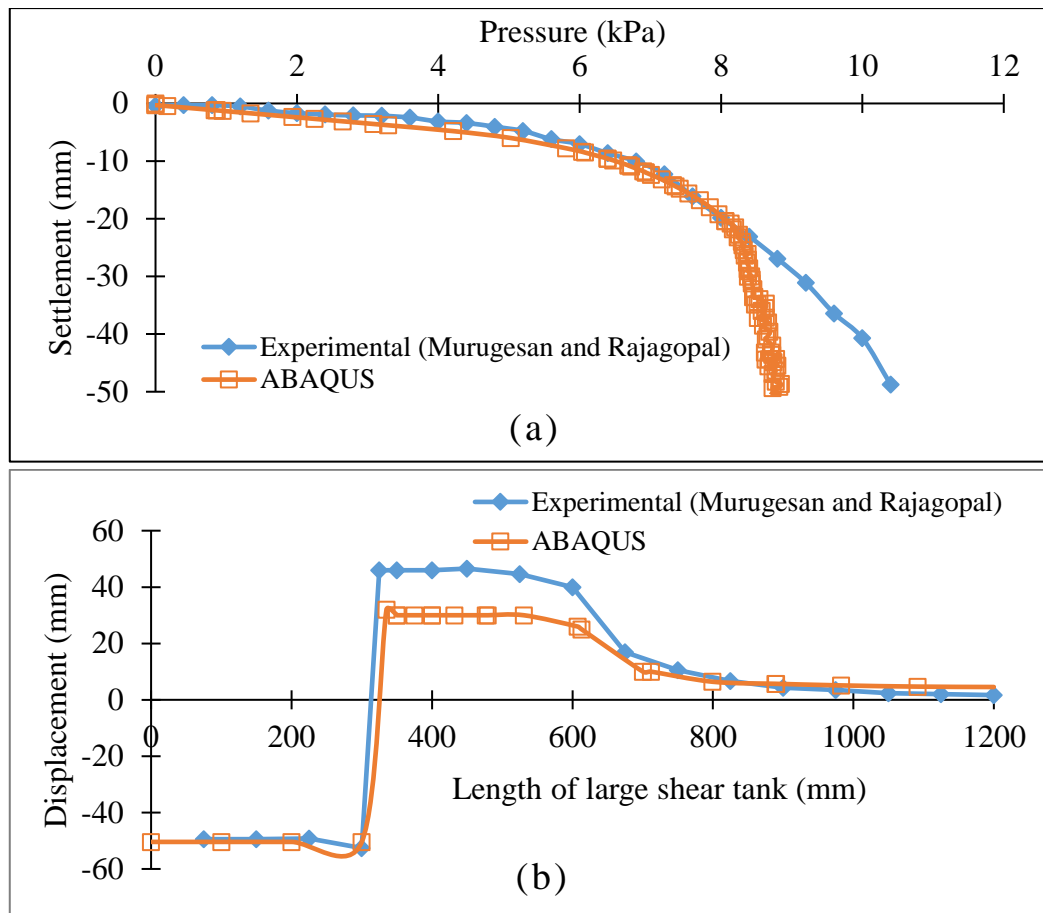 Pressure (kPa)
0 2 4 6 8 10 12
0
-10
-20
-30
-40
-50
Settlement (mm)
Experimental (Murugesan and Rajagopal)
ABAQUS
(a)
Experimental (Murugesan and Rajagopal)
ABAQUS
60
40
20
0
-20
-40
-60
Displacement (mm)
0 200 400 600 800 1000 1200
Length of large shear tank (mm)
(b)